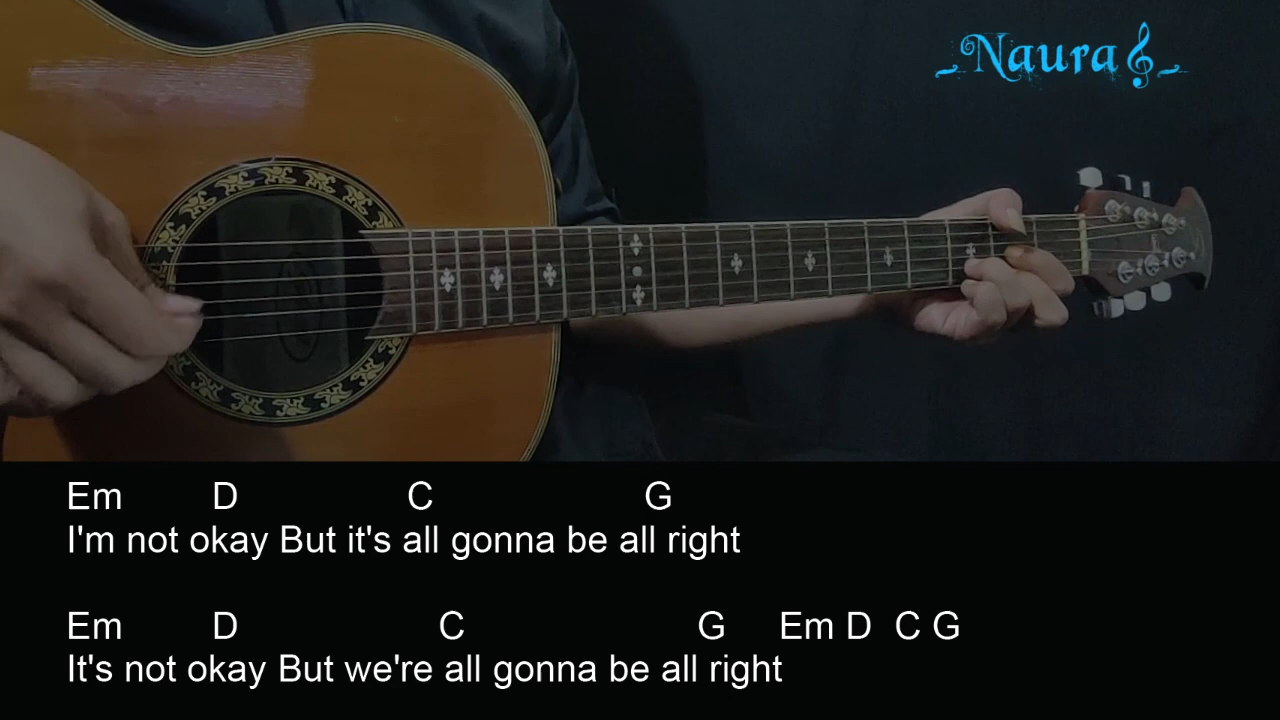 Naura
Em D C G
I'm not okay But it's all gonna be all right
Em D C G Em D C G
It's not okay But we're all gonna be all right